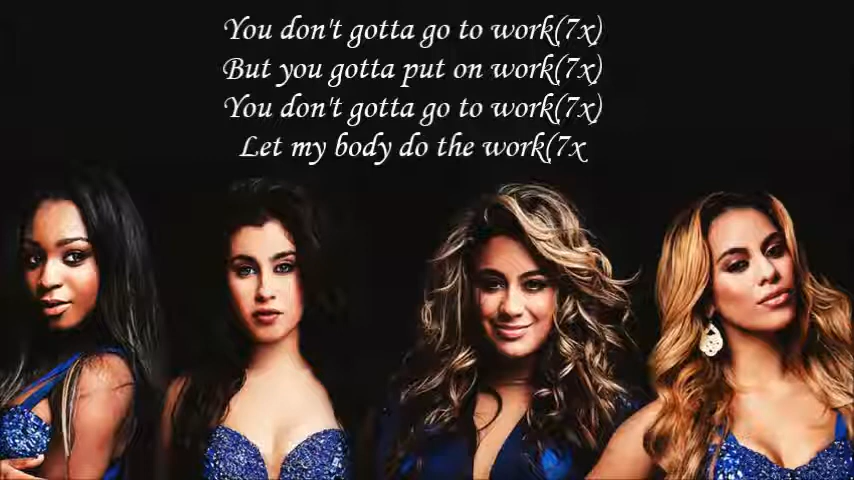 You don't gotta go to work(7x)
But you gotta put on work(7x)
You don't gotta go to work(7x)
Let my body do the work(7x